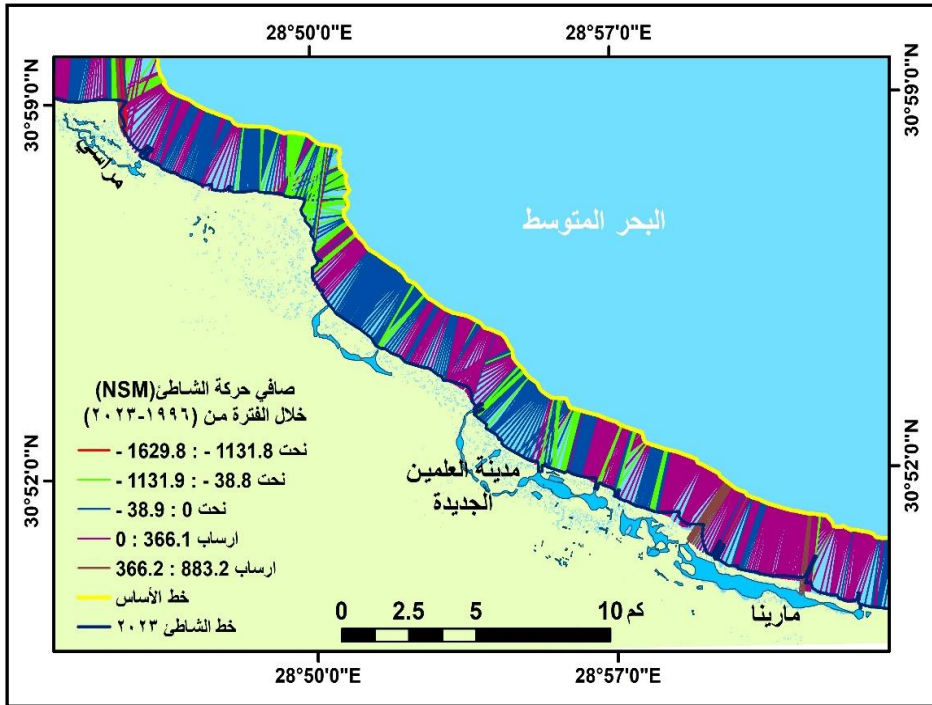 28°50'0"E
28°57'0"E
30°59'0"N
30°59'0"N
مراسي
البحر المتوسط
صافي حركة الشاطئ(NSM)
خلال الفترة من (١٩٩٦-٢٠٢٣)
نحت 1131.8 - : 1629.8 -
نحت 38.8 - : 1131.9 -
نحت 0 : 38.9 -
ارساب 366.1 : 0
ارساب 883.2 : 366.2
خط الأساس
خط الشاطئ ٢٠٢٣
30°52'0"N
30°52'0"N
مدينة العلمين
الجديدة
مارينا
0 2.5 5 10 كم
28°50'0"E
28°57'0"E